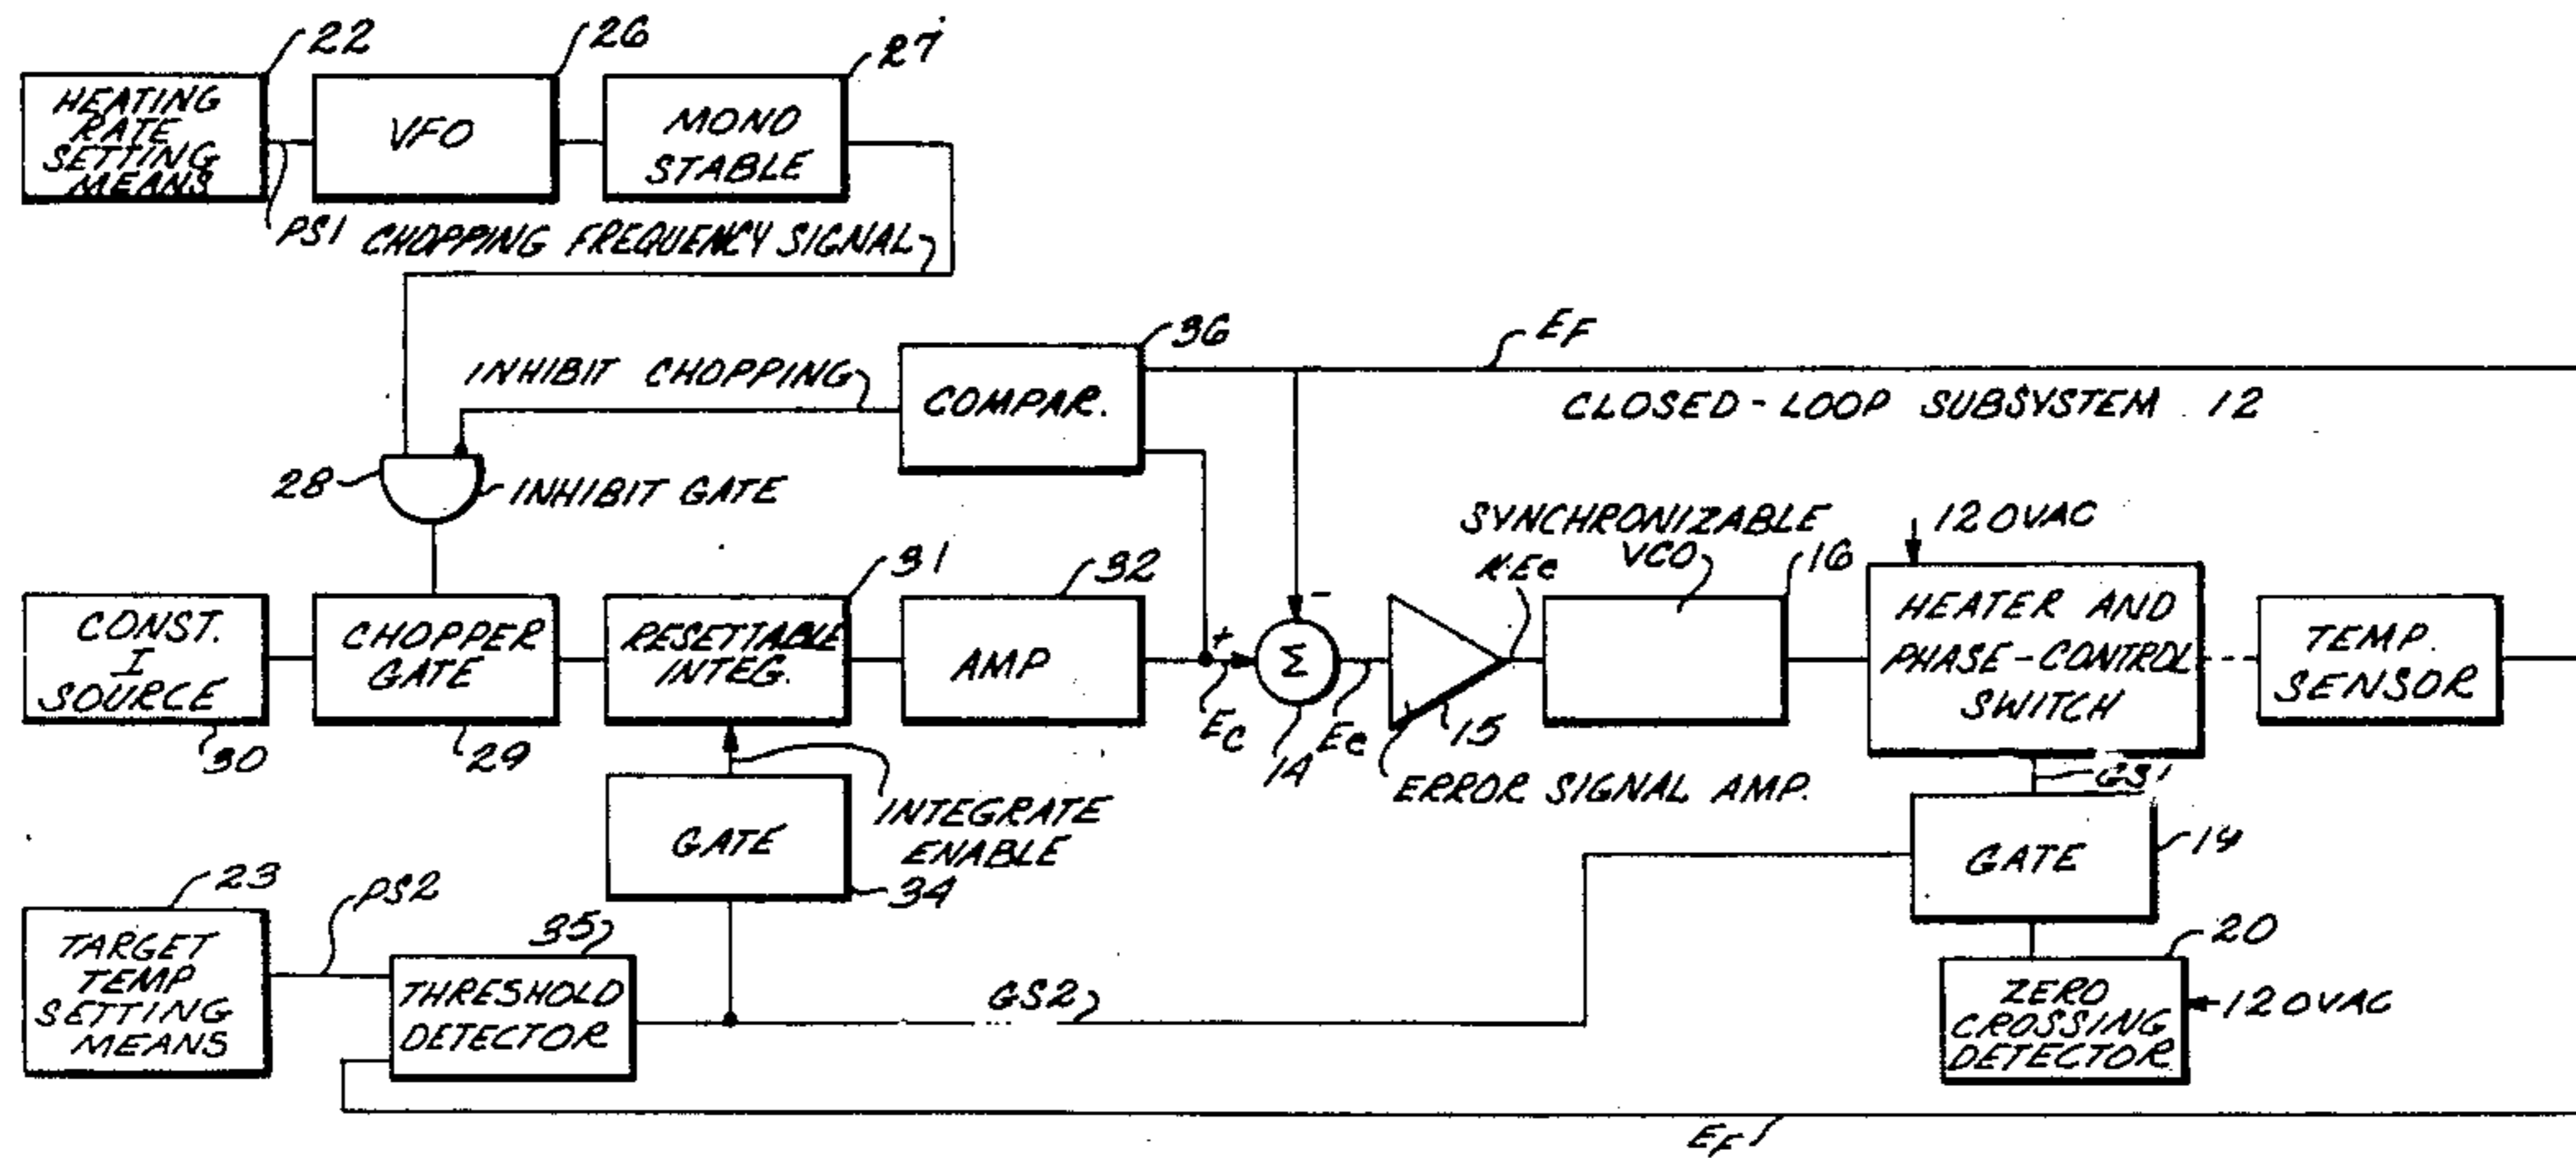 22
26
27
HEATING
RATE
SETTING
MEANS
VFO
MONO
STABLE
PS1
CHOPPING FREQUENCY SIGNAL
36
EF
INHIBIT CHOPPING
COMPAR.
CLOSED-LOOP SUBSYSTEM 12
28
INHIBIT GATE
SYNCHRONIZABLE
VCO
120VAC
31
32
KEe
16
CONST.
I
SOURCE
CHOPPER
GATE
RESETTABLE
INTEG.
AMP
+
-
Σ
HEATER AND
PHASE-CONTROL
SWITCH
TEMP.
SENSOR
30
29
EC
14
Ee
15
ERROR SIGNAL AMP.
GS1
INTEGRATE
ENABLE
GATE
34
GATE
19
23
PS2
35
20
TARGET
TEMP
SETTING
MEANS
THRESHOLD
DETECTOR
GS2
ZERO
CROSSING
DETECTOR
120VAC
EF